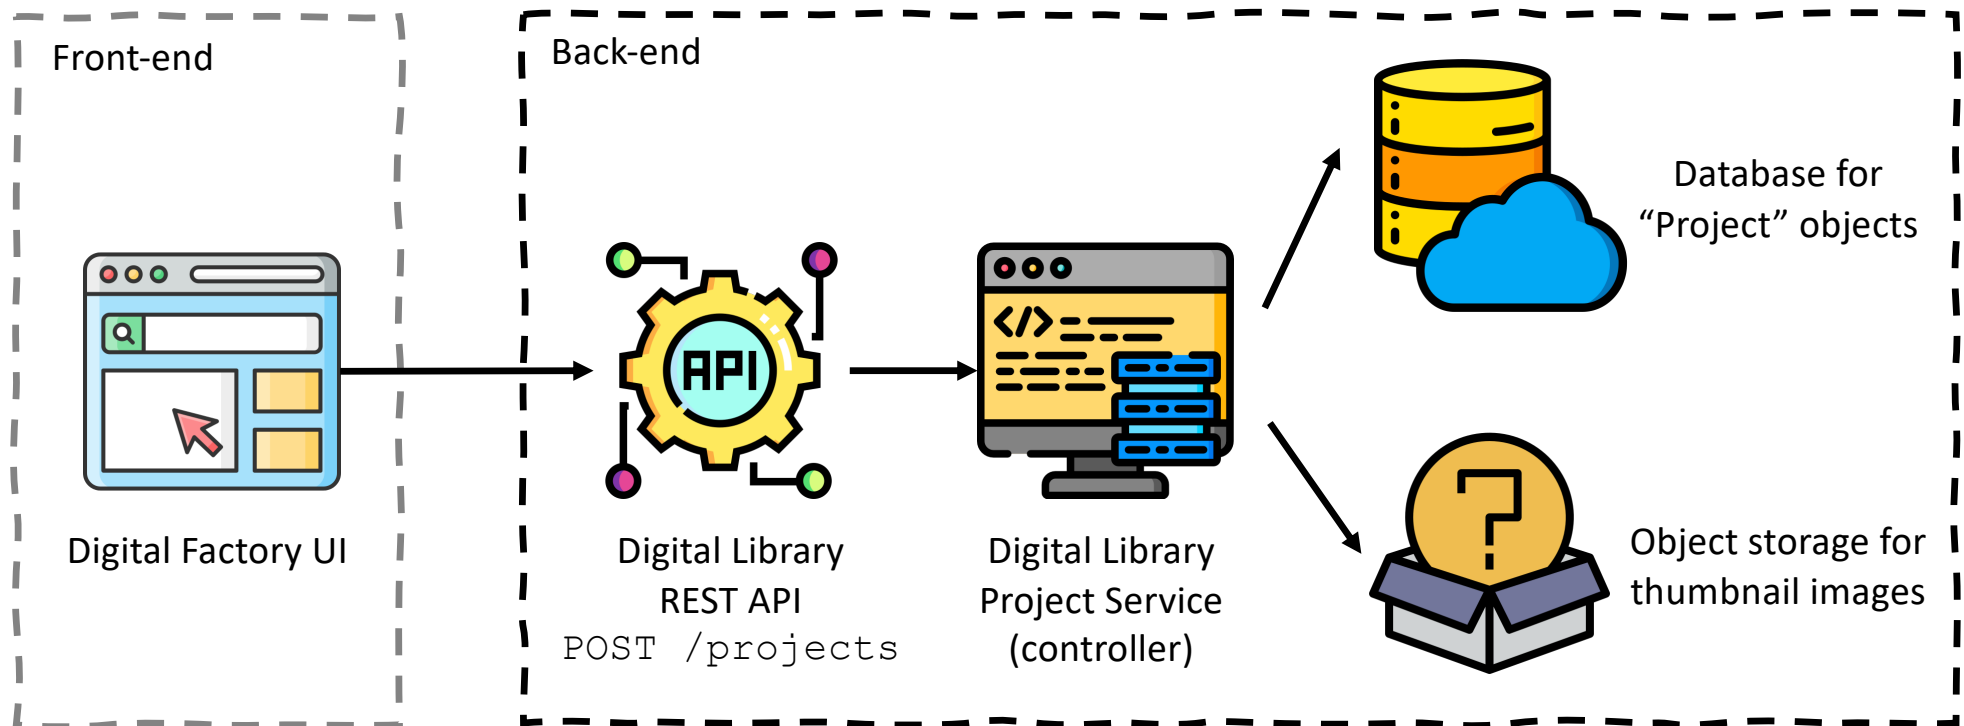 Front-end
Back-end
Database for
“Project” objects
</>
API
Digital Factory UI
Digital Library
REST API
POST /projects
Digital Library
Project Service
(controller)
?
Object storage for
thumbnail images